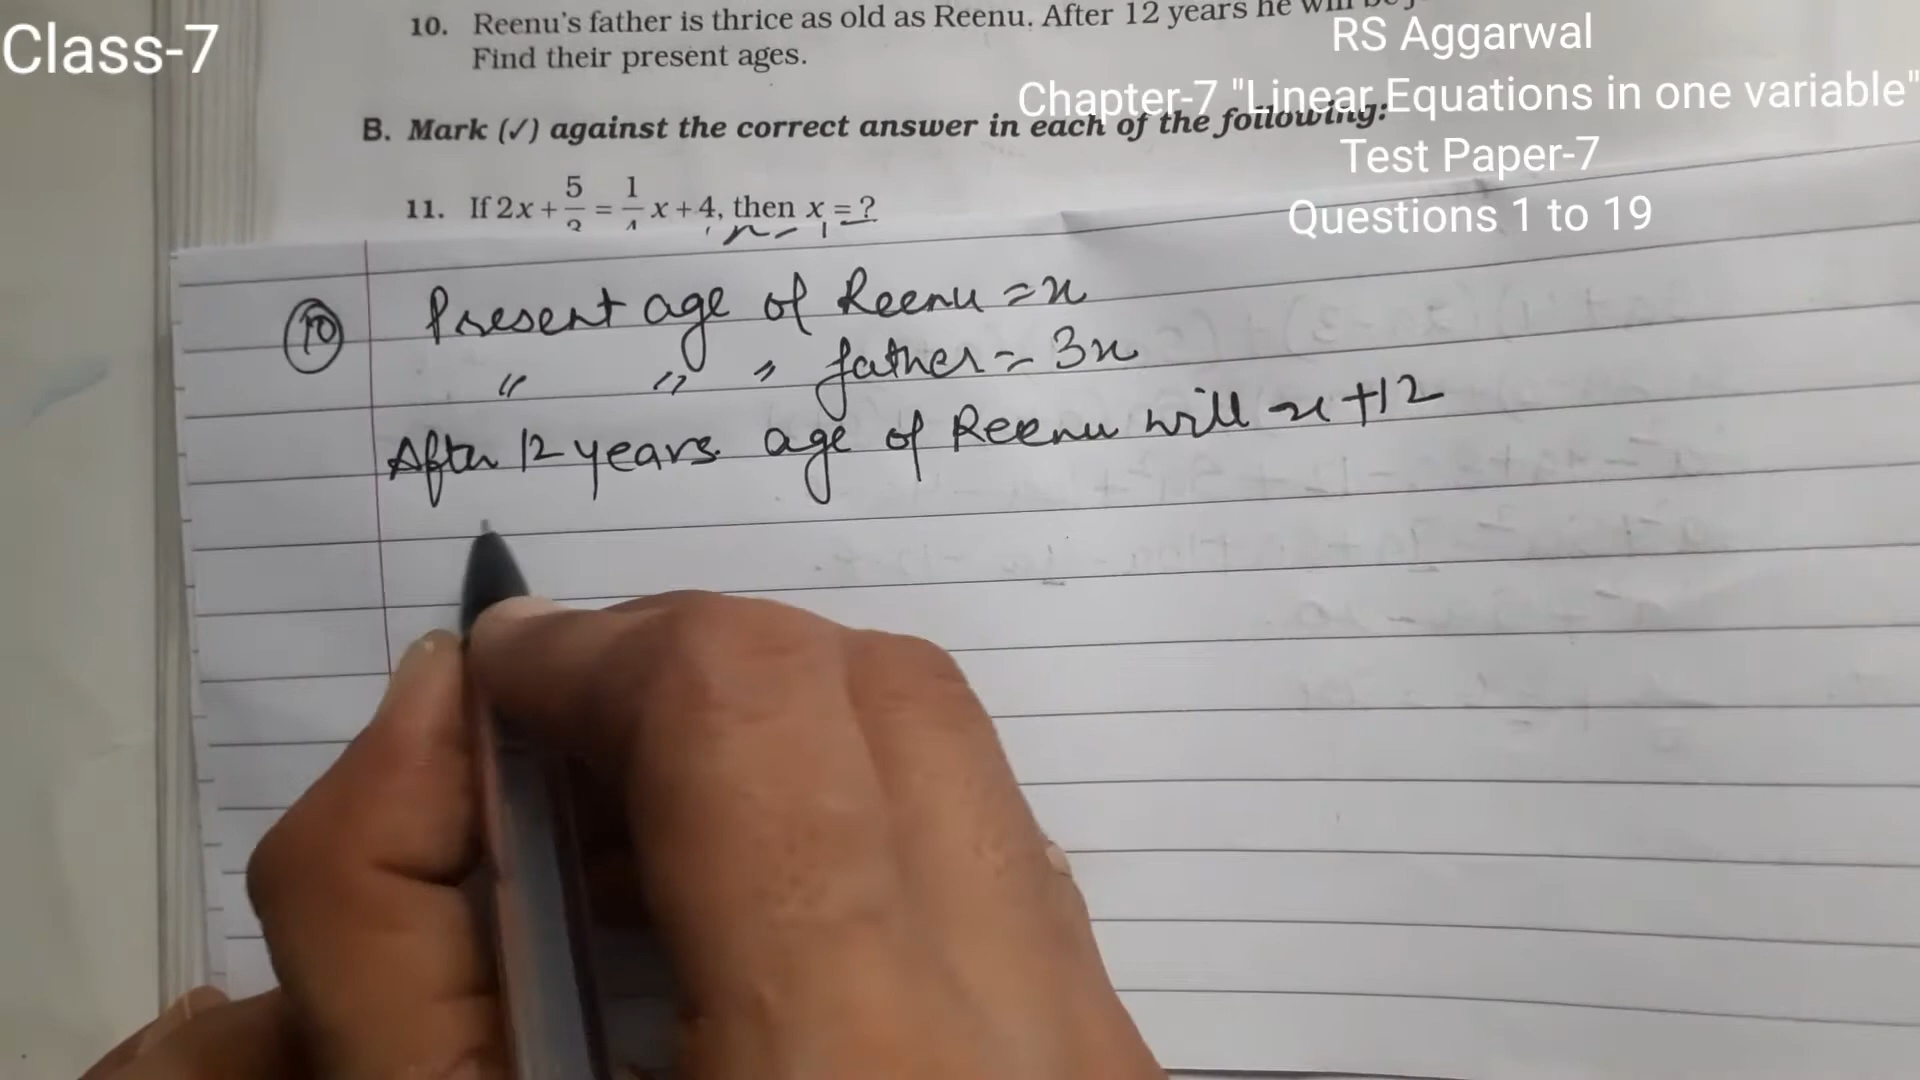 Class-7
10. Reenu's father is thrice as old as Reenu. After 12 years he will be
Find their present ages.
RS Aggarwal
Chapter-7 "Linear Equations in one variable"
Test Paper-7
Questions 1 to 19
B. Mark (✓) against the correct answer in each of the following:
11. If 2x + 5/3 = 1/4 x + 4, then x = ?
10 Present age of Reenu = x
" " " father = 3x
After 12 years age of Reenu will x + 12